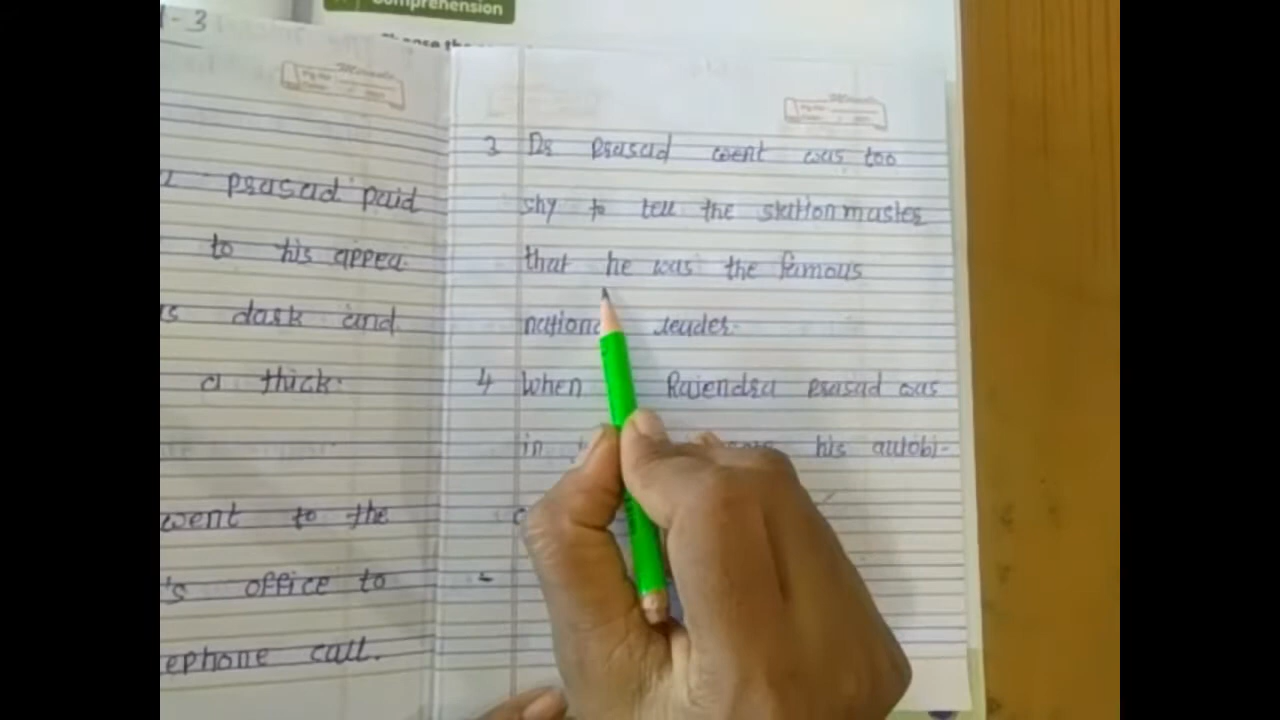 Comprehension
- 3
prasad paid
to his appea
dark and
a thick.
went to the
's office to
ephone call.
3 Dr prasad went was too
shy to tell the stationmaster
that he was the famous
leader.
4 When Rajendra prasad was
in his autobi-